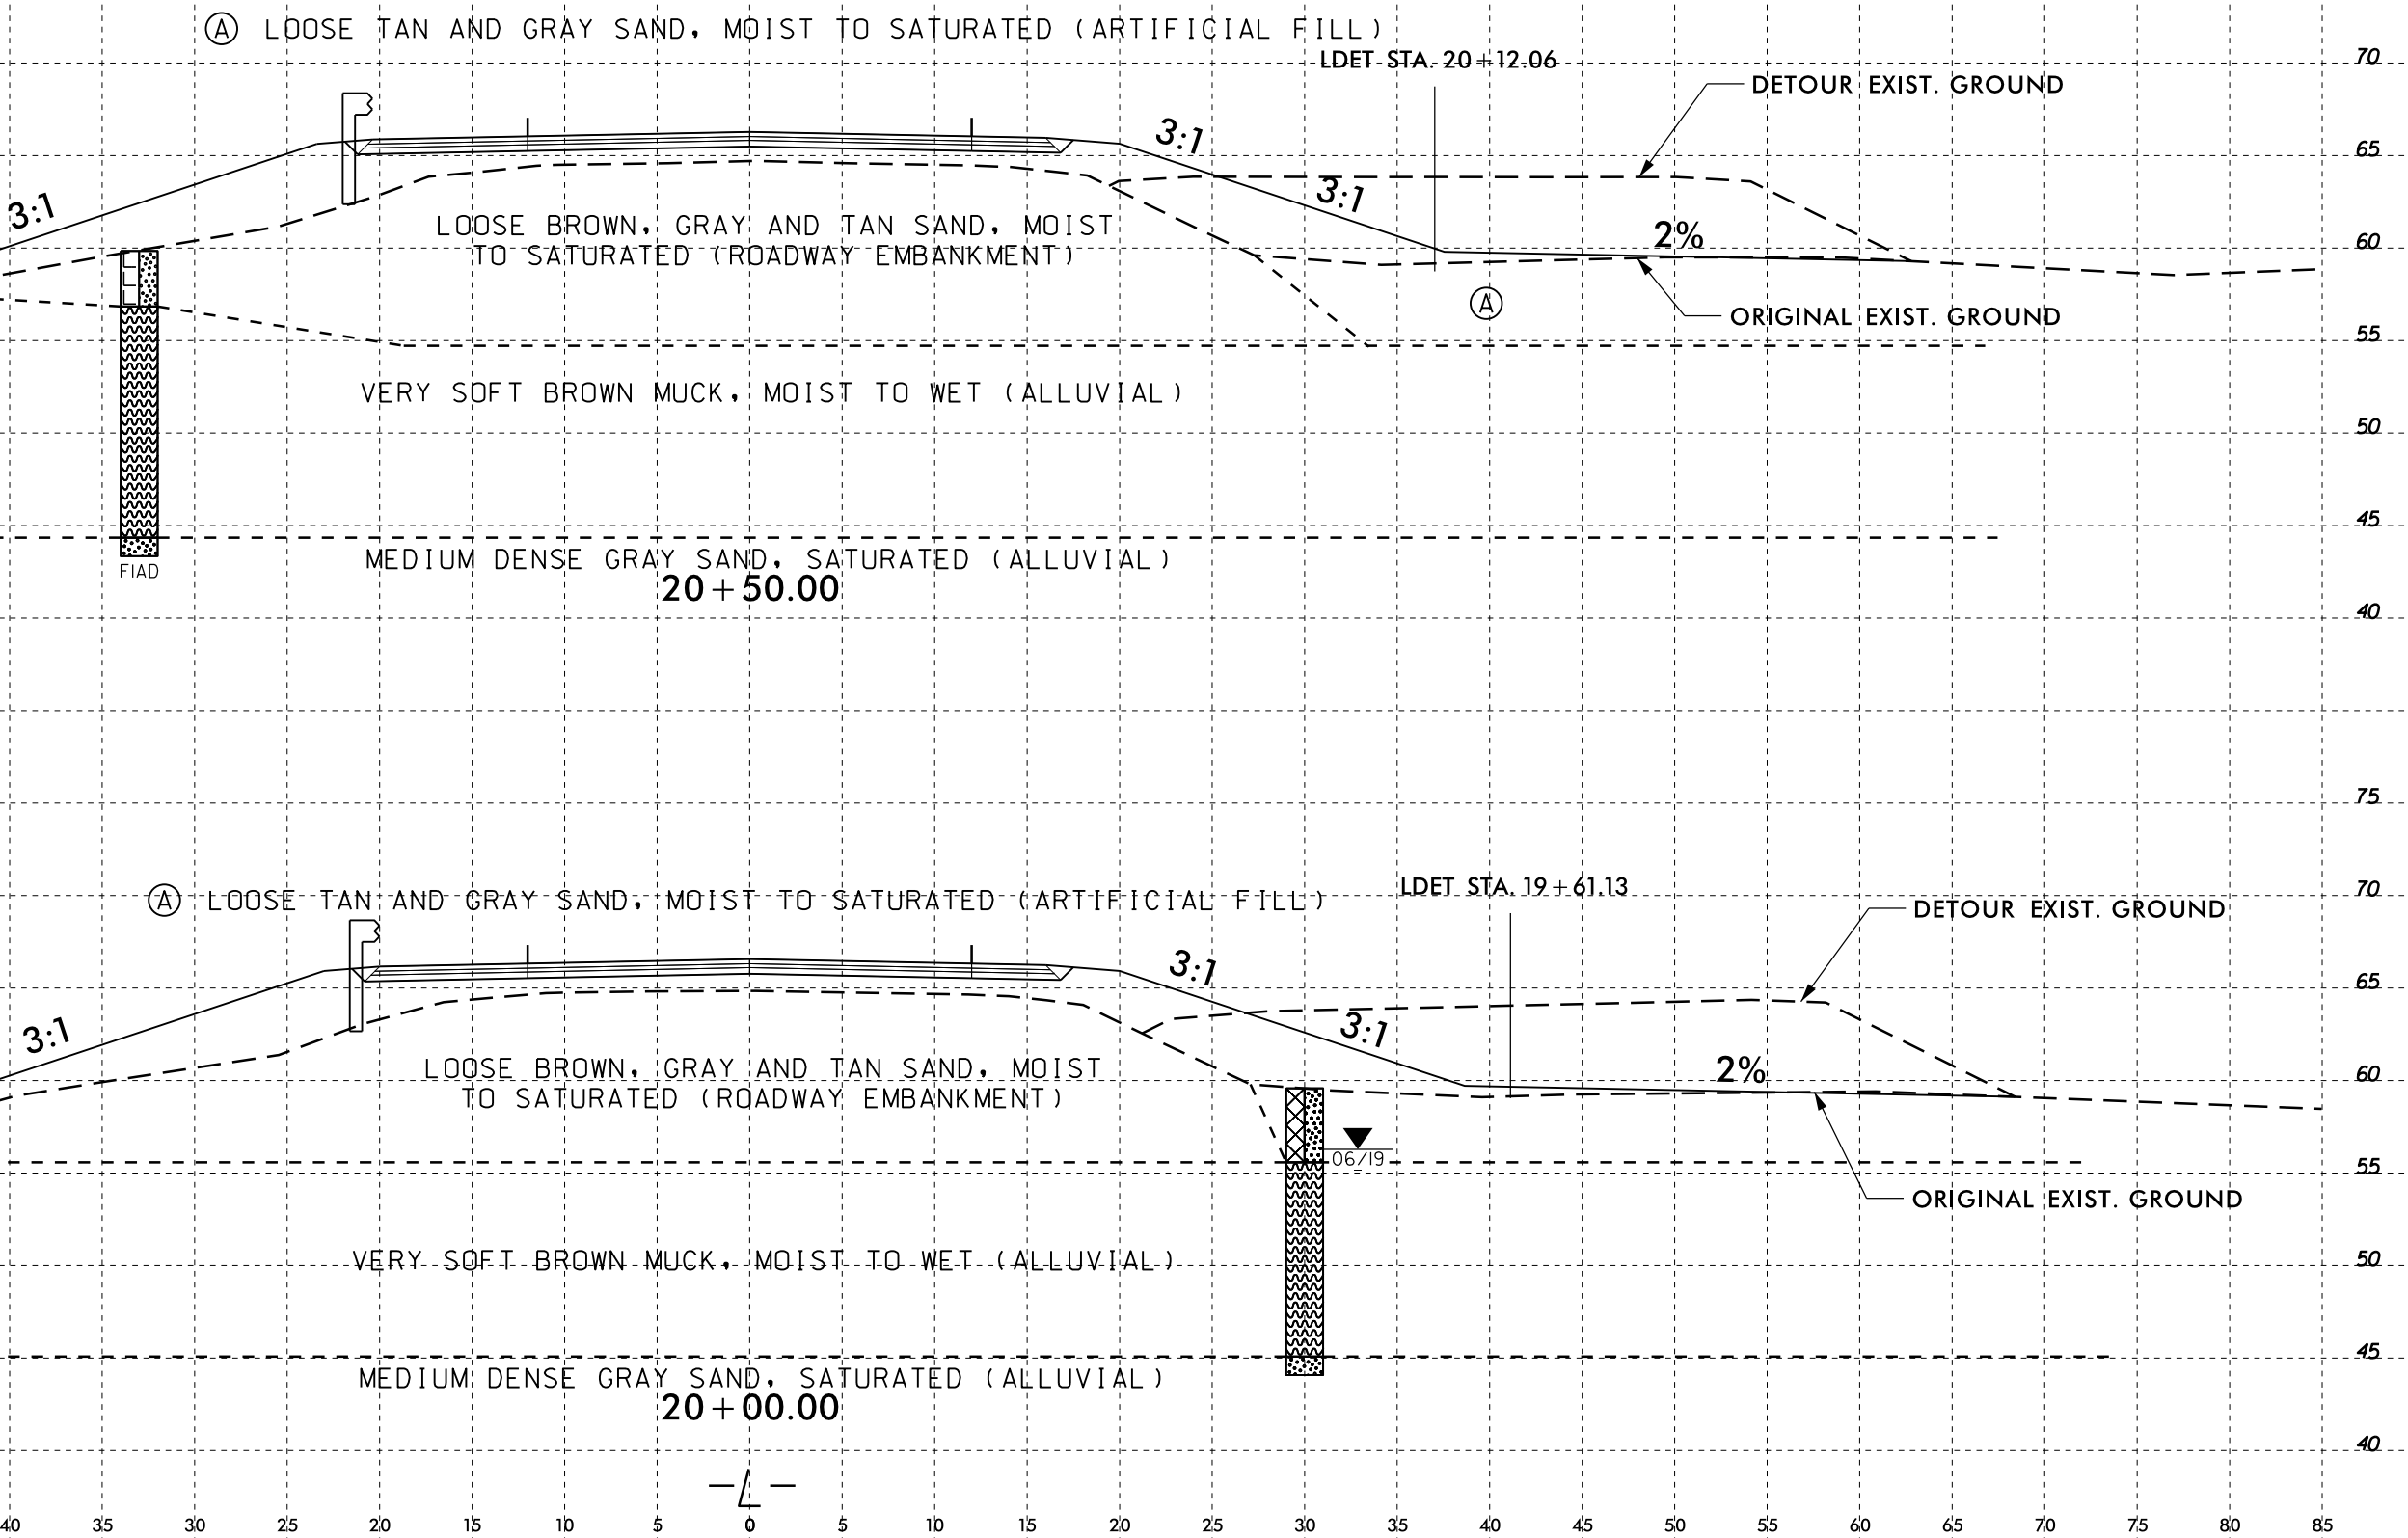 Ⓐ LOOSE TAN AND GRAY SAND, MOIST TO SATURATED (ARTIFICIAL FILL)
LDET STA. 20+12.06
70
DETOUR EXIST. GROUND
3:1
65
3:1
3:1
LOOSE BROWN, GRAY AND TAN SAND, MOIST
TO SATURATED (ROADWAY EMBANKMENT)
2%
60
Ⓐ
ORIGINAL EXIST. GROUND
55
VERY SOFT BROWN MUCK, MOIST TO WET (ALLUVIAL)
50
45
MEDIUM DENSE GRAY SAND, SATURATED (ALLUVIAL)
FIAD
20+50.00
40
75
Ⓐ LOOSE TAN AND GRAY SAND, MOIST TO SATURATED (ARTIFICIAL FILL)
LDET STA. 19+61.13
70
DETOUR EXIST. GROUND
3:1
65
3:1
3:1
LOOSE BROWN, GRAY AND TAN SAND, MOIST
TO SATURATED (ROADWAY EMBANKMENT)
2%
60
06/19
55
ORIGINAL EXIST. GROUND
VERY SOFT BROWN MUCK, MOIST TO WET (ALLUVIAL)
50
45
MEDIUM DENSE GRAY SAND, SATURATED (ALLUVIAL)
20+00.00
40
-L-
40 35 30 25 20 15 10 5 0 5 10 15 20 25 30 35 40 45 50 55 60 65 70 75 80 85